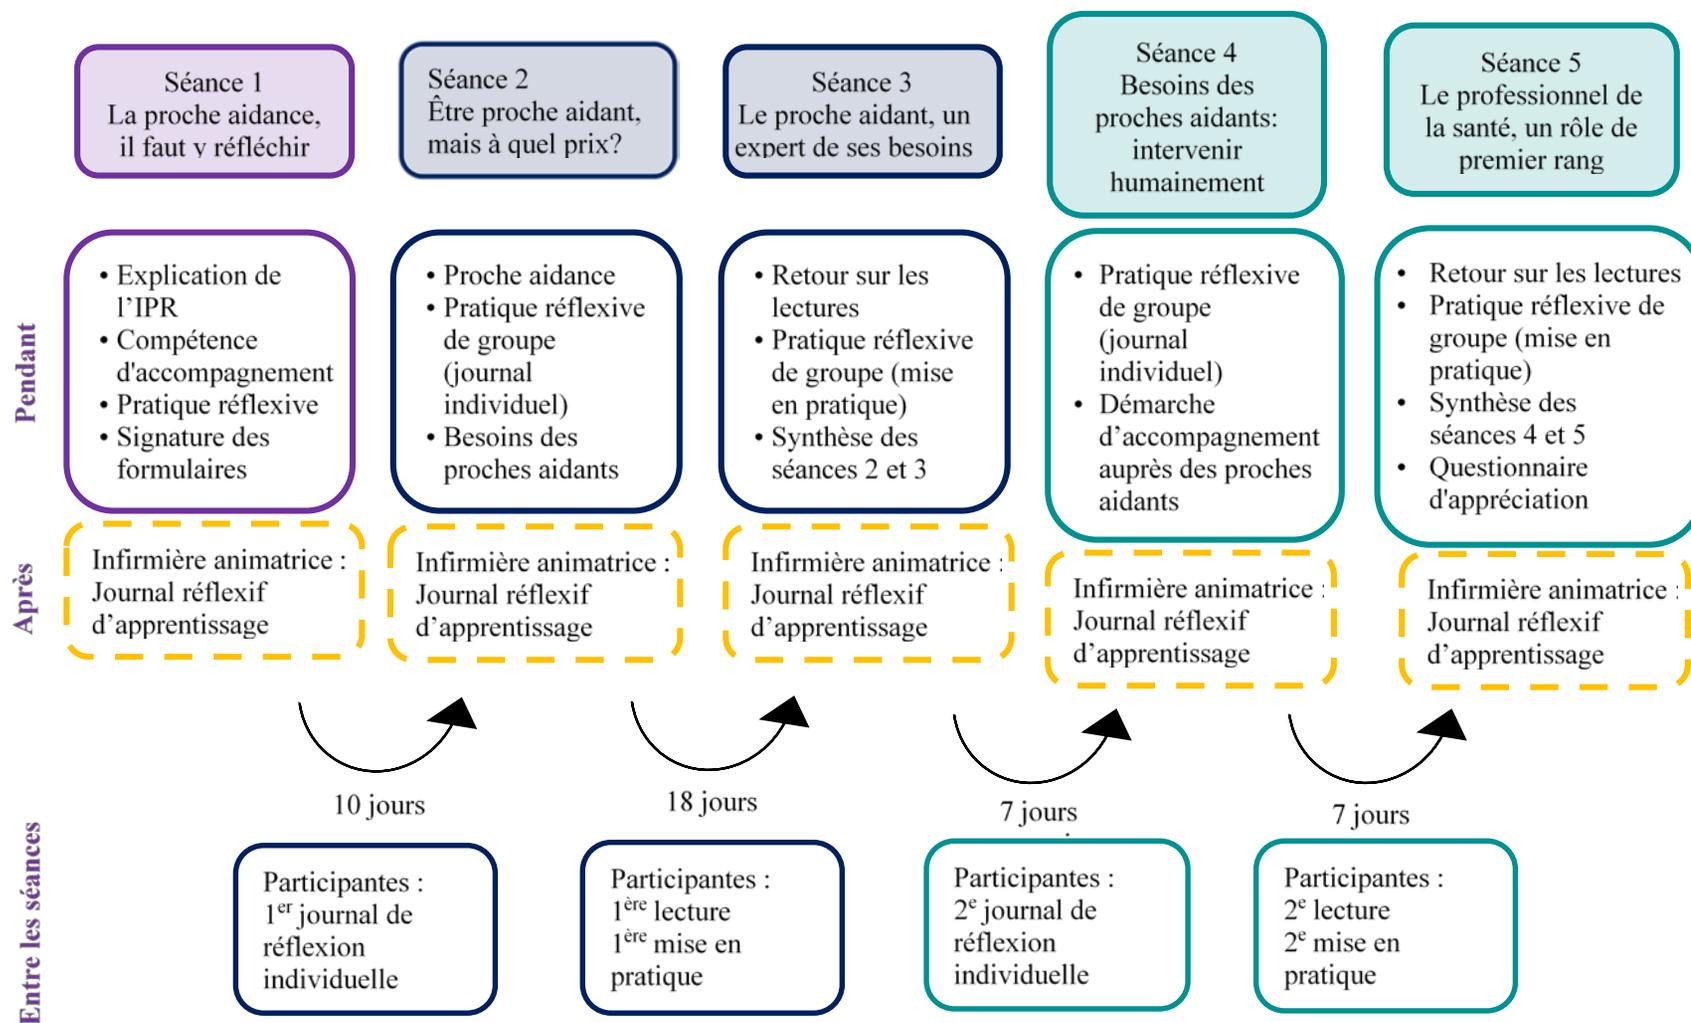 Séance 1
La proche aidance,
il faut y réfléchir
Séance 2
Être proche aidant,
mais à quel prix?
Séance 3
Le proche aidant, un
expert de ses besoins
Séance 4
Besoins des
proches aidants:
intervenir
humainement
Séance 5
Le professionnel de
la santé, un rôle de
premier rang
Pendant
• Explication de
l’IPR
• Compétence
d'accompagnement
• Pratique réflexive
• Signature des
formulaires
• Proche aidance
• Pratique réflexive
de groupe
(journal
individuel)
• Besoins des
proches aidants
• Retour sur les
lectures
• Pratique réflexive
de groupe (mise
en pratique)
• Synthèse des
séances 2 et 3
• Pratique réflexive
de groupe
(journal
individuel)
• Démarche
d’accompagnement
auprès des proches
aidants
• Retour sur les lectures
• Pratique réflexive de
groupe (mise en
pratique)
• Synthèse des
séances 4 et 5
• Questionnaire
d'appréciation
Après
Infirmière animatrice :
Journal réflexif
d’apprentissage
Infirmière animatrice :
Journal réflexif
d’apprentissage
Infirmière animatrice :
Journal réflexif
d’apprentissage
Infirmière animatrice :
Journal réflexif
d’apprentissage
Infirmière animatrice :
Journal réflexif
d’apprentissage
10 jours
18 jours
7 jours
7 jours
Entre les séances
Participantes :
1er journal de
réflexion
individuelle
Participantes :
1ère lecture
1ère mise en
pratique
Participantes :
2e journal de
réflexion
individuelle
Participantes :
2e lecture
2e mise en
pratique